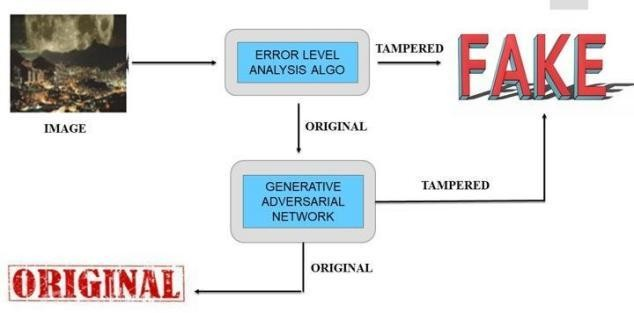 ERROR LEVEL
ANALYSIS ALGO
TAMPERED
FAKE
IMAGE
ORIGINAL
GENERATIVE
ADVERSARIAL
NETWORK
TAMPERED
ORIGINAL
ORIGINAL